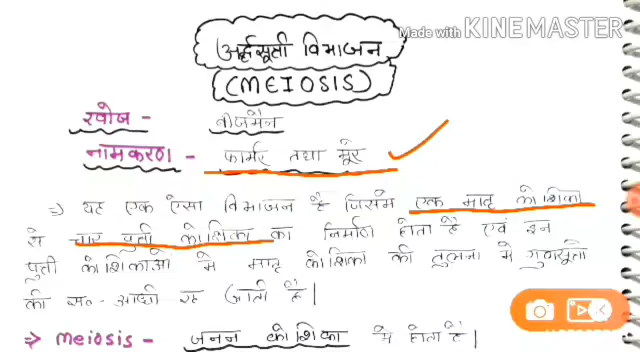 Made with KINEMASTER
अर्द्धसूत्री विभाजन
(MEIOSIS)
खोज - वीजमैन
नामकरण - फार्मर तथा मूर
⇒ यह एक ऐसा विभाजन है जिसमे एक मातृ कोशिका
से चार पुत्री कोशिका का निर्माण होता है एवं इन
पुत्री कोशिकाओं मे मातृ कोशिका की तुलना मे गुणसूत्रो
की सं०- आधी रह जाती है|
⇒ meiosis - जनन कोशिका मे होता है|